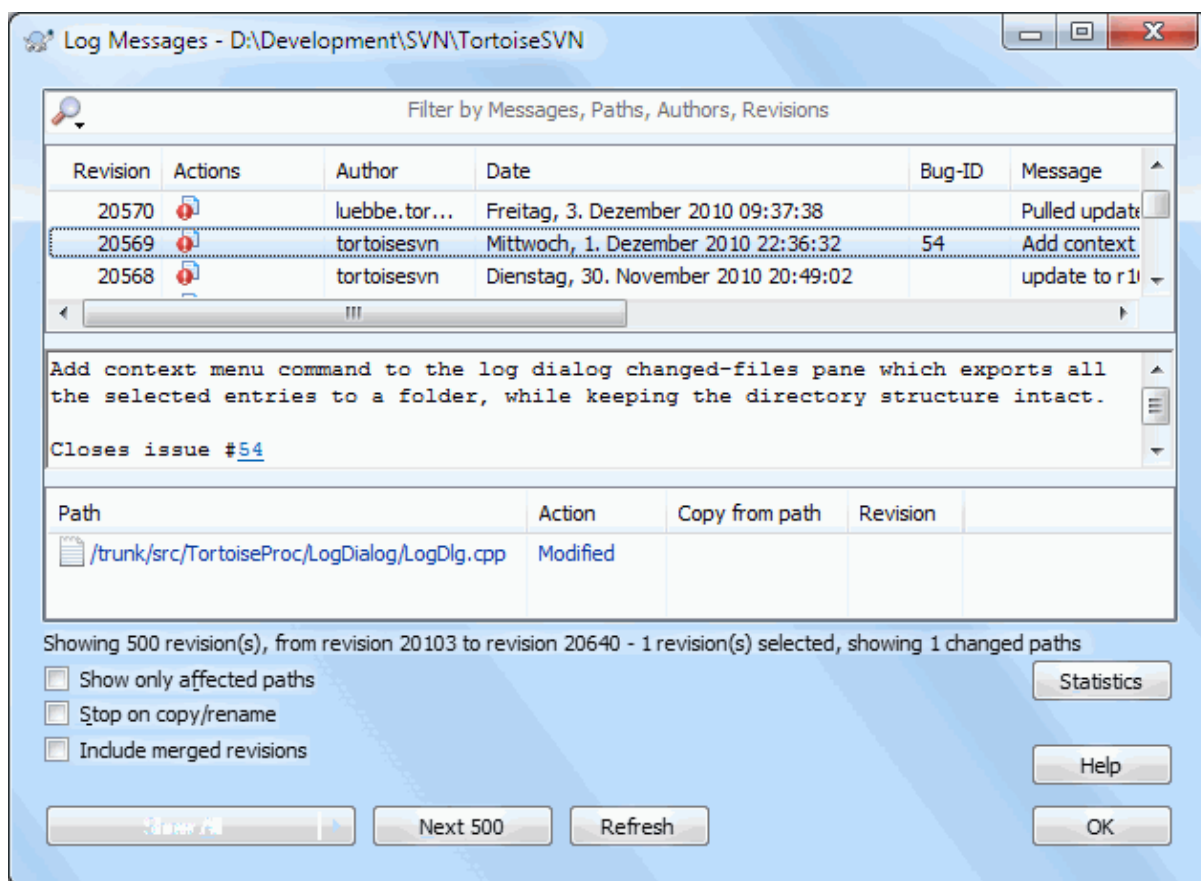 Log Messages - D:\Development\SVN\TortoiseSVN
Filter by Messages, Paths, Authors, Revisions
Revision Actions Author Date Bug-ID Message
20570 luebbe.tor... Freitag, 3. Dezember 2010 09:37:38 Pulled update
20569 tortoisesvn Mittwoch, 1. Dezember 2010 22:36:32 54 Add context
20568 tortoisesvn Dienstag, 30. November 2010 20:49:02 update to
Add context menu command to the log dialog changed-files pane which exports all
the selected entries to a folder, while keeping the directory structure intact.
Closes issue #54
Path Action Copy from path Revision
/trunk/src/TortoiseProc/LogDialog/LogDlg.cpp Modified
Showing 500 revision(s), from revision 20103 to revision 20640 - 1 revision(s) selected, showing 1 changed paths
Show only affected paths
Statistics
Stop on copy/rename
Include merged revisions
Help
Next 500 Refresh OK